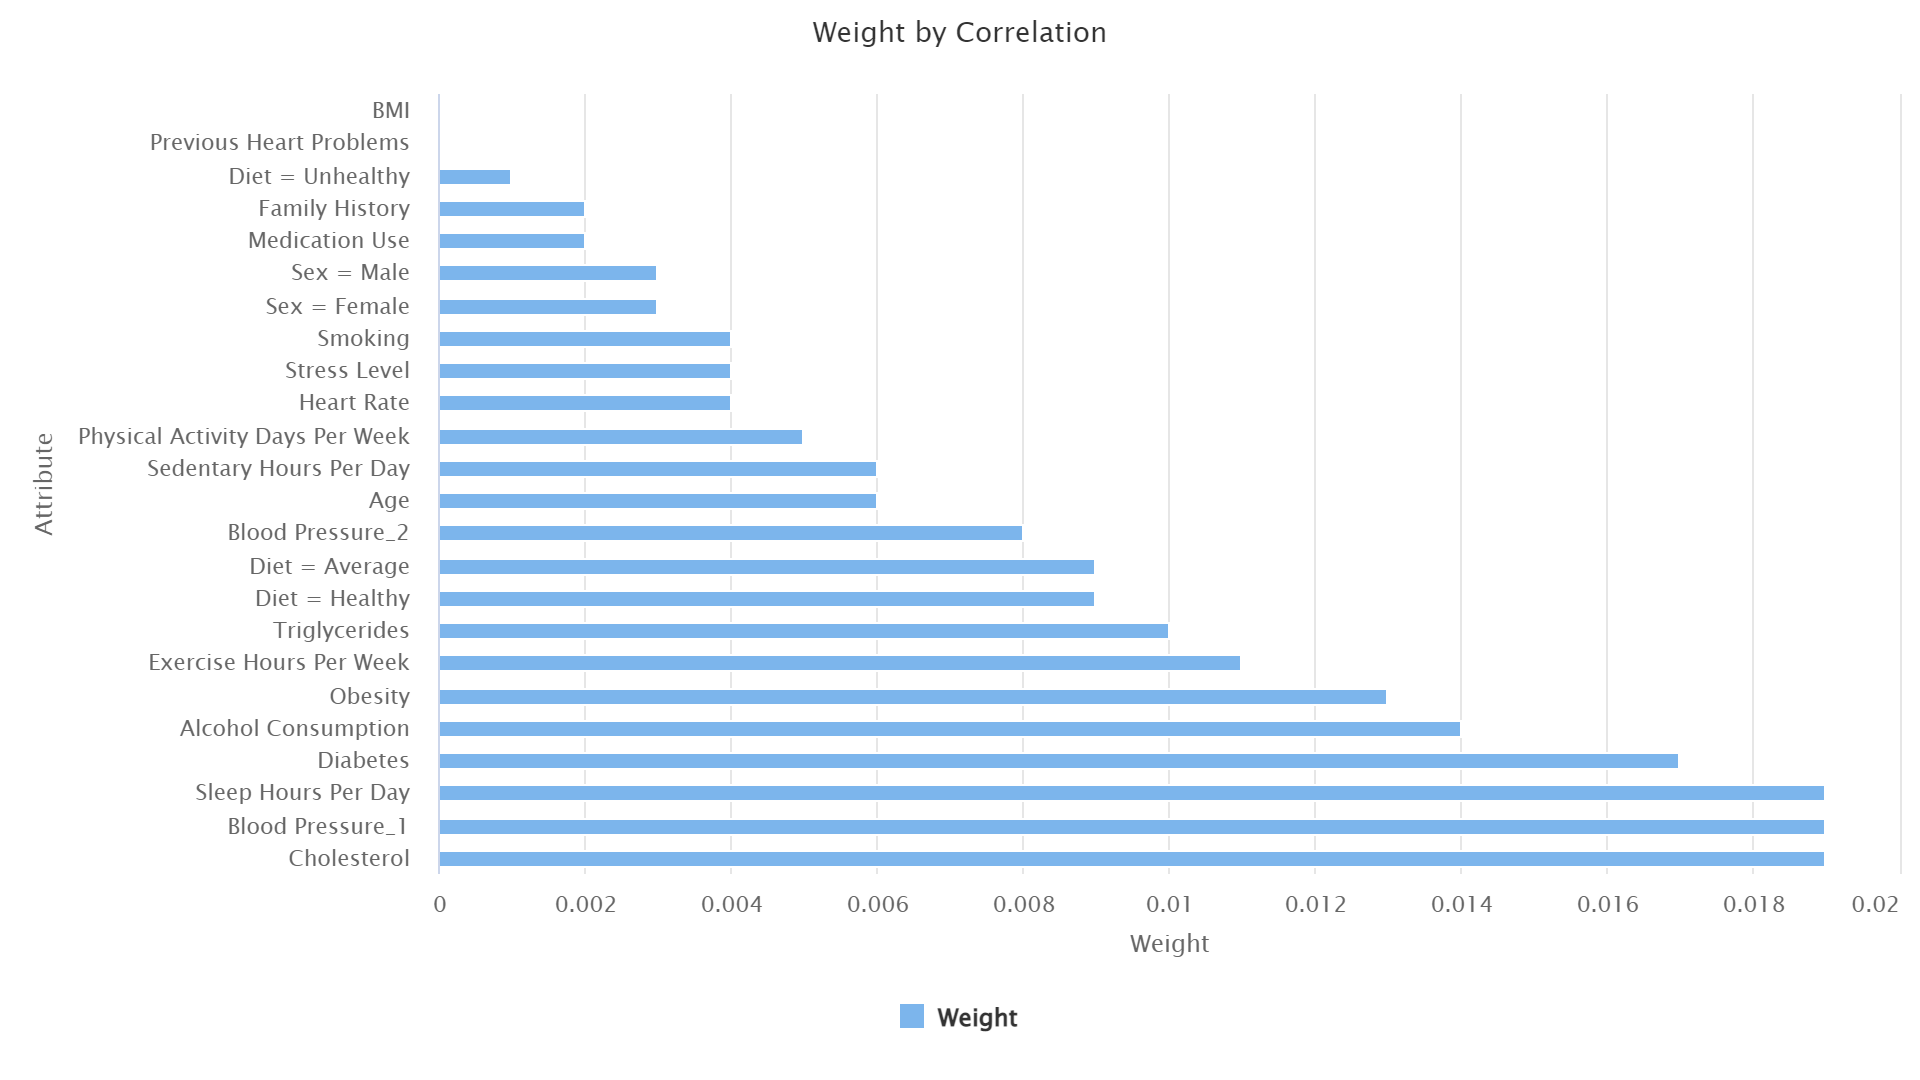 Weight by Correlation
Attribute
BMI
Previous Heart Problems
Diet = Unhealthy
Family History
Medication Use
Sex = Male
Sex = Female
Smoking
Stress Level
Heart Rate
Physical Activity Days Per Week
Sedentary Hours Per Day
Age
Blood Pressure_2
Diet = Average
Diet = Healthy
Triglycerides
Exercise Hours Per Week
Obesity
Alcohol Consumption
Diabetes
Sleep Hours Per Day
Blood Pressure_1
Cholesterol
0 0.002 0.004 0.006 0.008 0.01 0.012 0.014 0.016 0.018 0.02
Weight
Weight